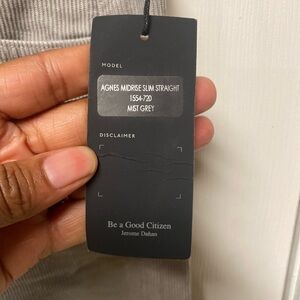 MODEL
AGNES MIDRISE SLIM STRAIGHT
1554-720
MIST GREY
DISCLAIMER
Be a Good Citizen
Jerome Dahan